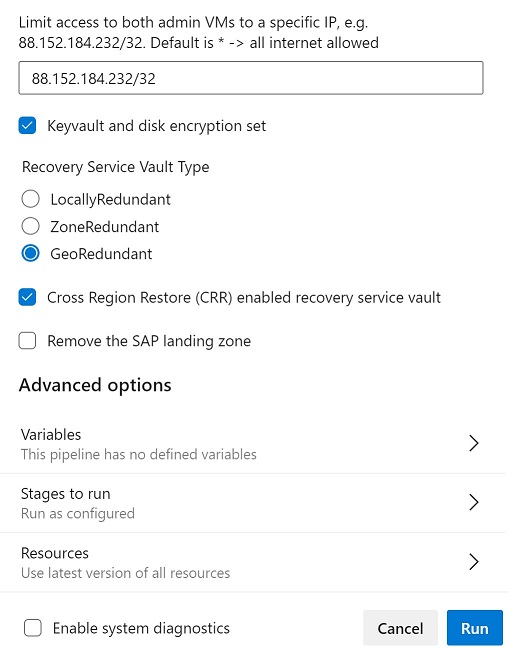 Limit access to both admin VMs to a specific IP, e.g.
88.152.184.232/32. Default is * -> all internet allowed
88.152.184.232/32
Keyvault and disk encryption set
Recovery Service Vault Type
LocallyRedundant
ZoneRedundant
GeoRedundant
Cross Region Restore (CRR) enabled recovery service vault
Remove the SAP landing zone
Advanced options
Variables
This pipeline has no defined variables
Stages to run
Run as configured
Resources
Use latest version of all resources
Enable system diagnostics
Cancel
Run